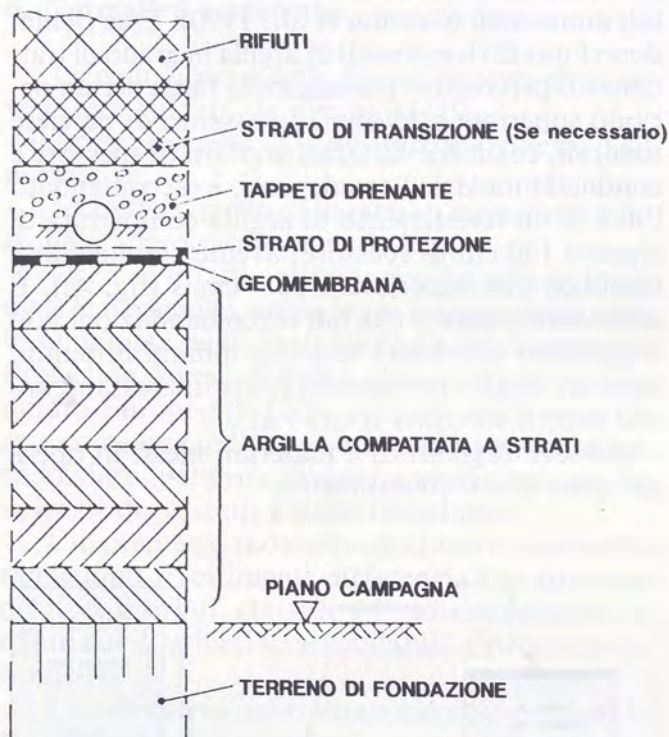 RIFIUTI
STRATO DI TRANSIZIONE (Se necessario)
TAPPETO DRENANTE
STRATO DI PROTEZIONE
GEOMEMBRANA
ARGILLA COMPATTATA A STRATI
PIANO CAMPAGNA
TERRENO DI FONDAZIONE